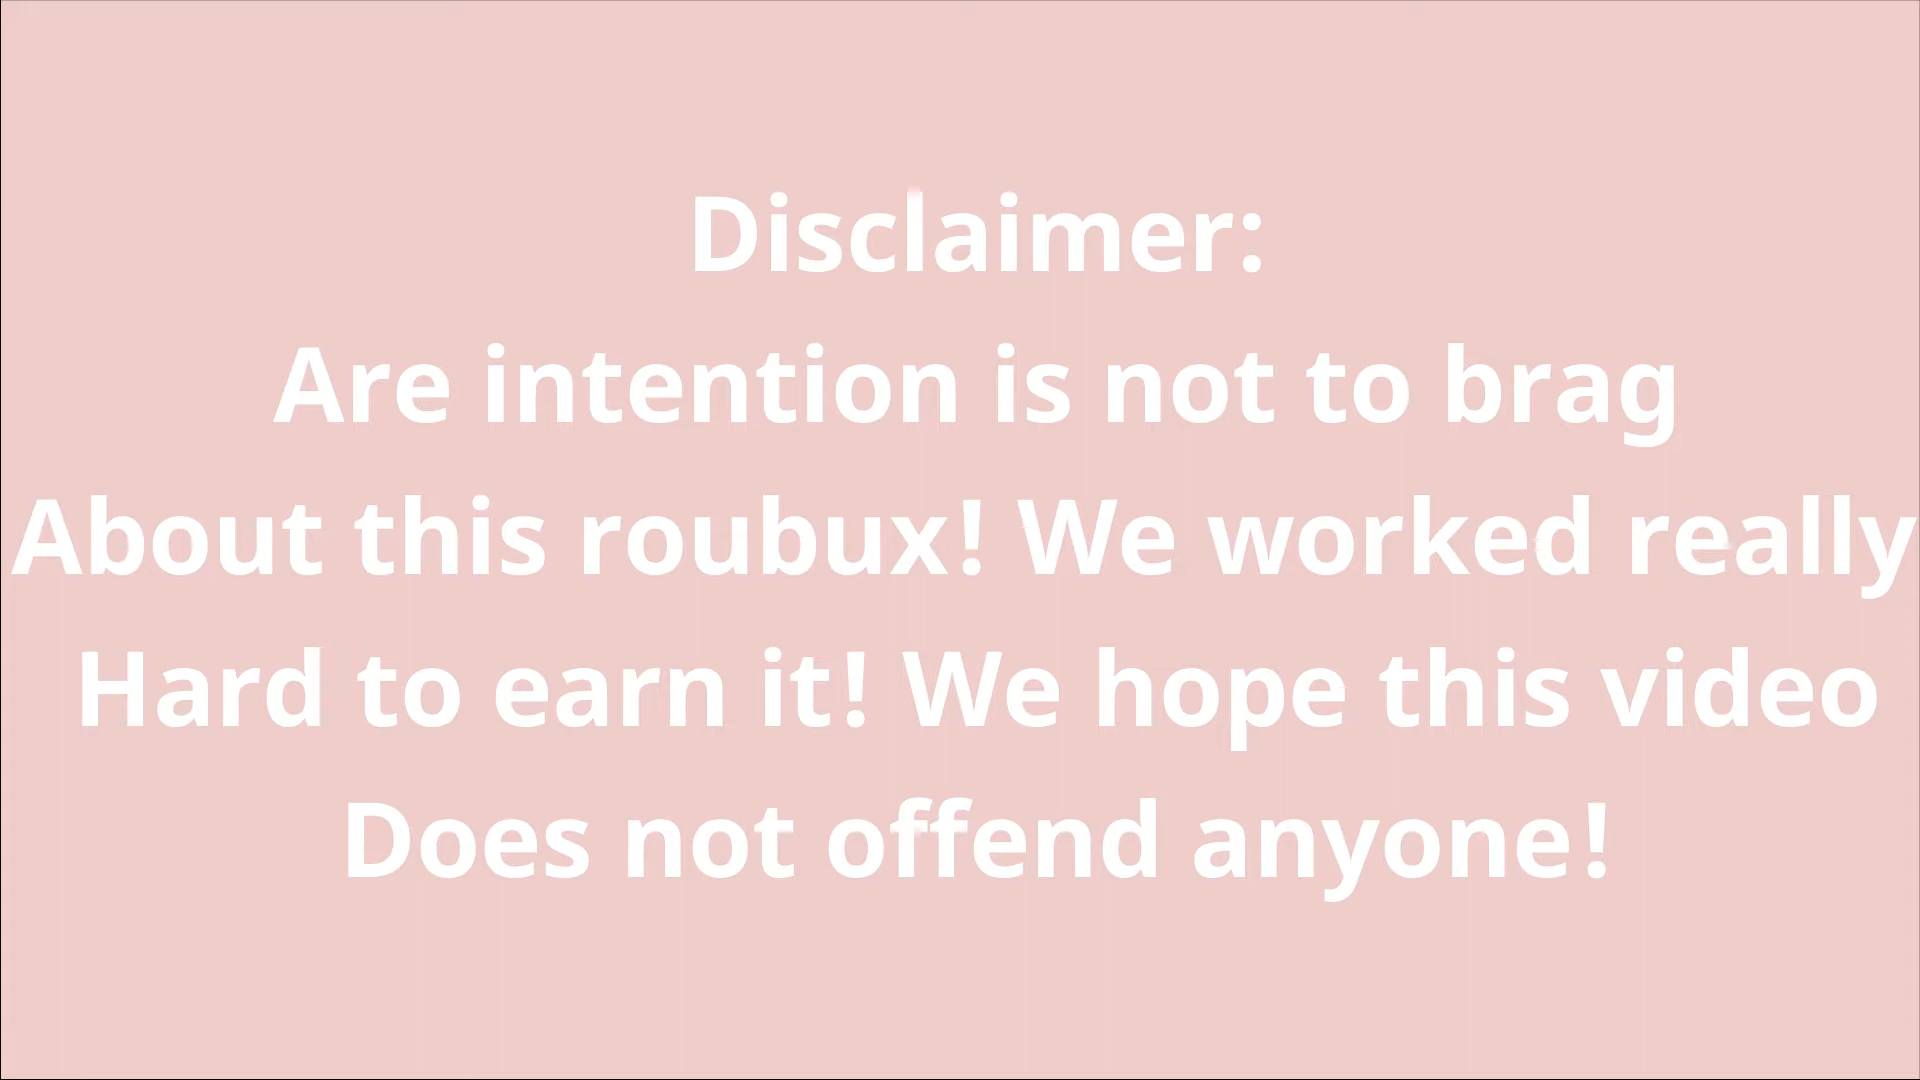 Disclaimer:
Are intention is not to brag
About this roubux! We worked really
Hard to earn it! We hope this video
Does not offend anyone!